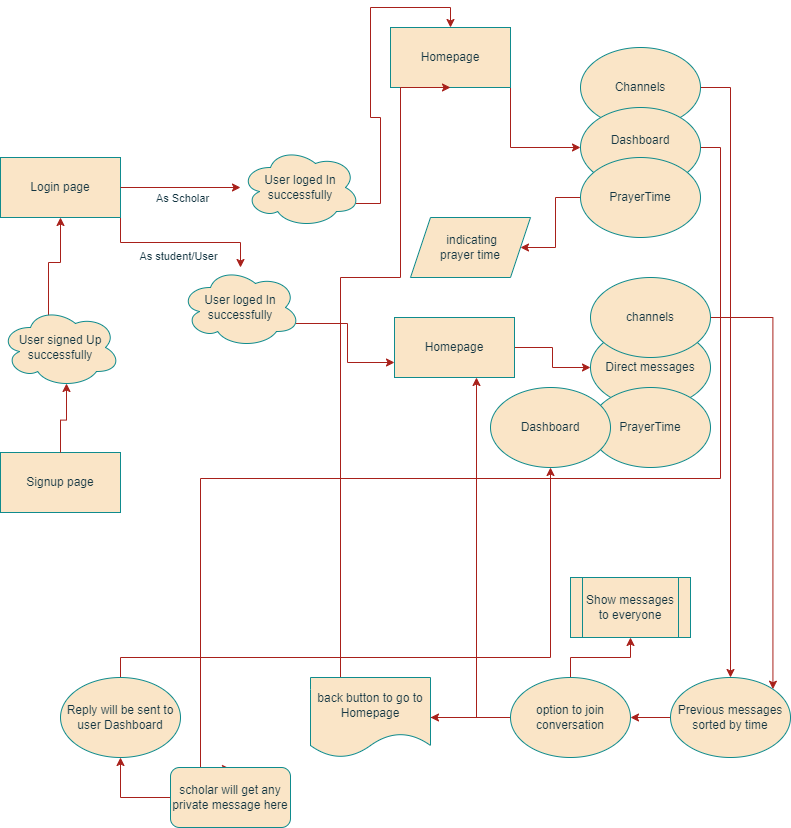 Homepage
Channels
Dashboard
PrayerTime
Login page
As Scholar
User loged In
successfully
indicating
prayer time
As student/User
User loged In
successfully
Homepage
channels
Direct messages
Dashboard
PrayerTime
User signed Up
successfully
Signup page
Show messages
to everyone
Reply will be sent to
user Dashboard
back button to go to
Homepage
option to join
conversation
Previous messages
sorted by time
scholar will get any
private message here